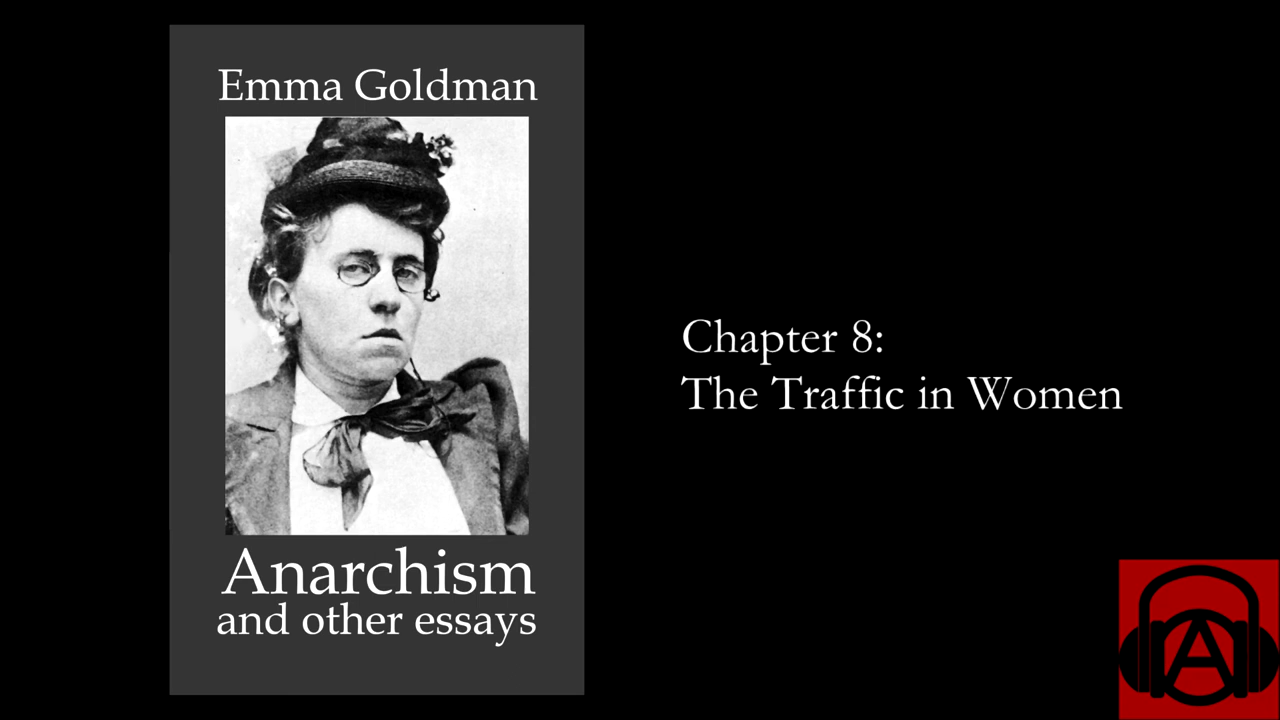 Emma Goldman
Anarchism
and other essays
Chapter 8:
The Traffic in Women
A